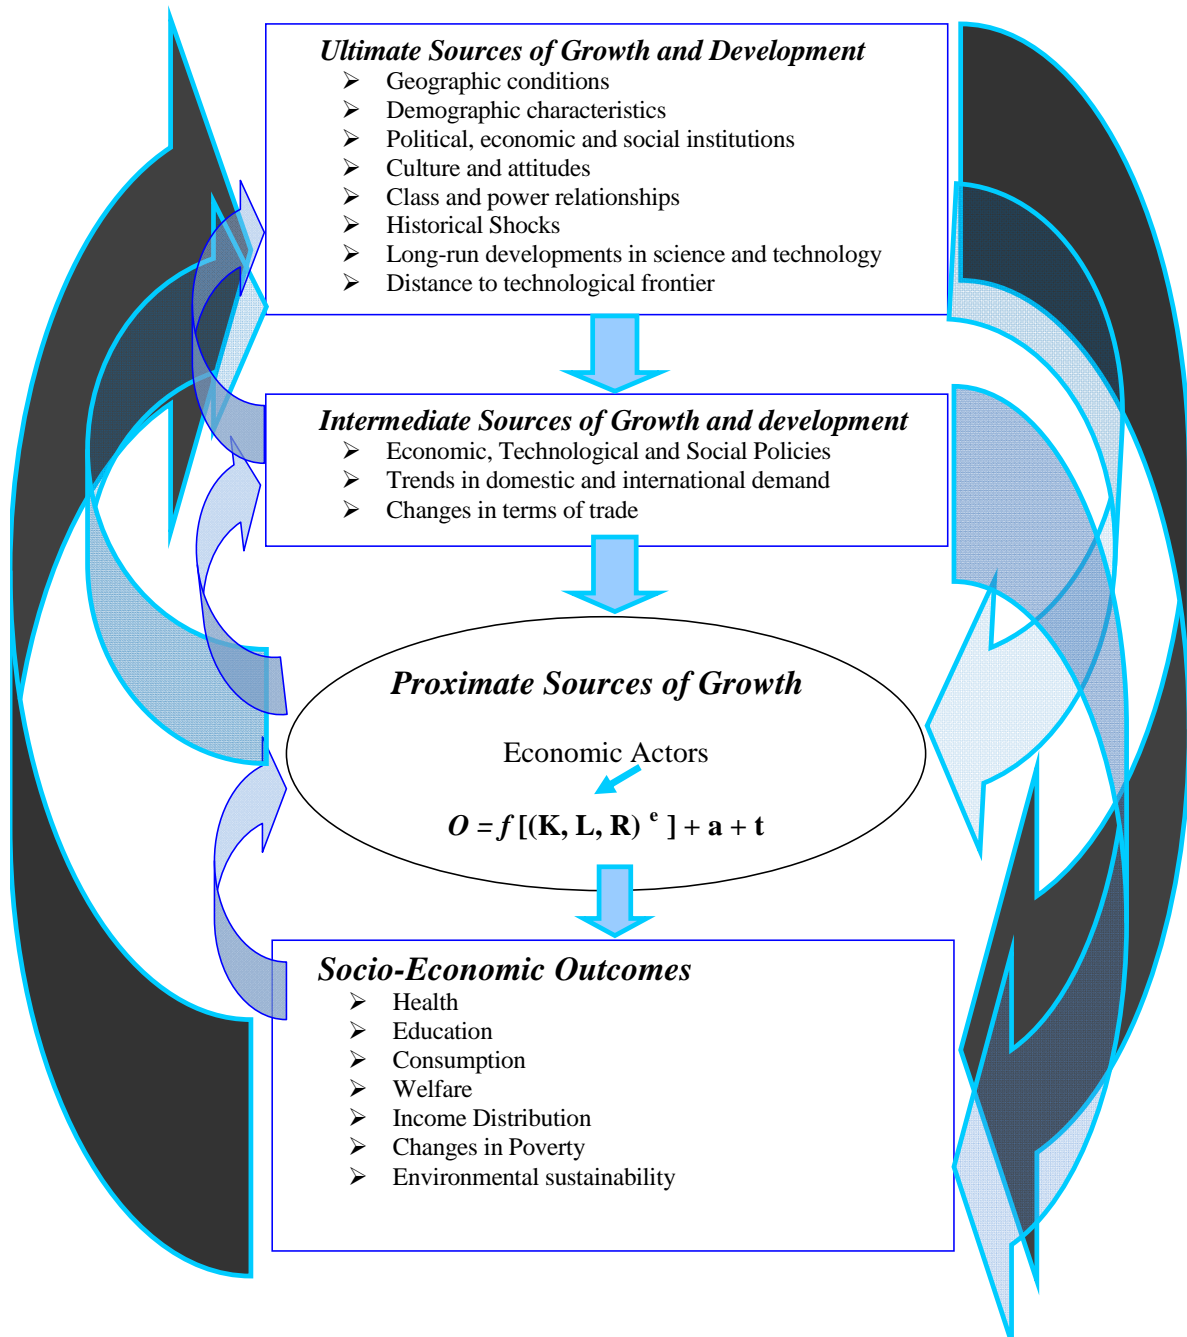 Ultimate Sources of Growth and Development
➢ Geographic conditions
➢ Demographic characteristics
➢ Political, economic and social institutions
➢ Culture and attitudes
➢ Class and power relationships
➢ Historical Shocks
➢ Long-run developments in science and technology
➢ Distance to technological frontier
Intermediate Sources of Growth and development
➢ Economic, Technological and Social Policies
➢ Trends in domestic and international demand
➢ Changes in terms of trade
Proximate Sources of Growth
Economic Actors
O = f [(K, L, R) ᵉ ] + a + t
Socio-Economic Outcomes
➢ Health
➢ Education
➢ Consumption
➢ Welfare
➢ Income Distribution
➢ Changes in Poverty
➢ Environmental sustainability